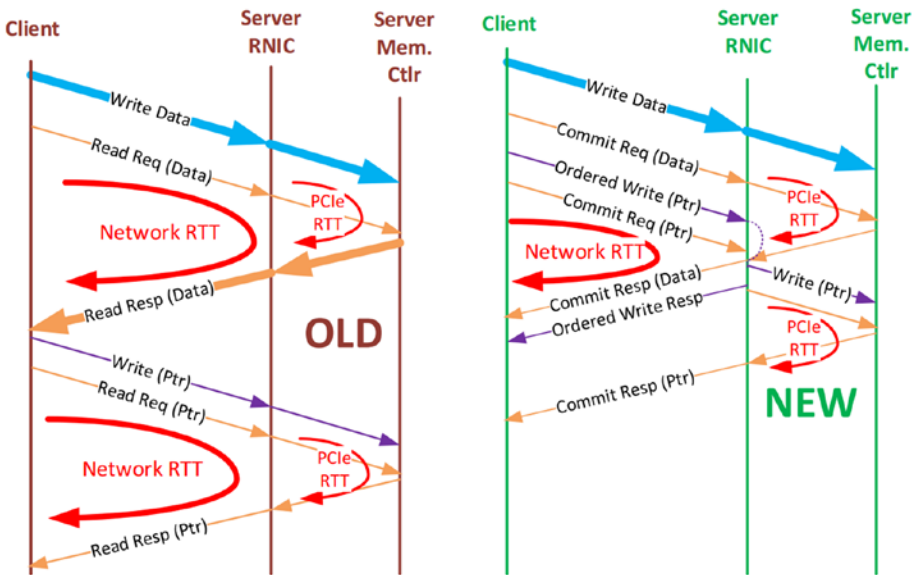 Client
Server
RNIC
Server
Mem.
Ctlr
Write Data
Read Req (Data)
PCIe
RTT
Network RTT
Read Resp (Data)
OLD
Write (Ptr)
Read Req (Ptr)
PCIe
RTT
Network RTT
Read Resp (Ptr)
Client
Server
RNIC
Server
Mem.
Ctlr
Write Data
Commit Req (Data)
Ordered Write (Ptr)
PCIe
RTT
Commit Req (Ptr)
Network RTT
Write (Ptr)
Commit Resp (Data)
Ordered Write Resp
PCIe
RTT
Commit Resp (Ptr)
NEW